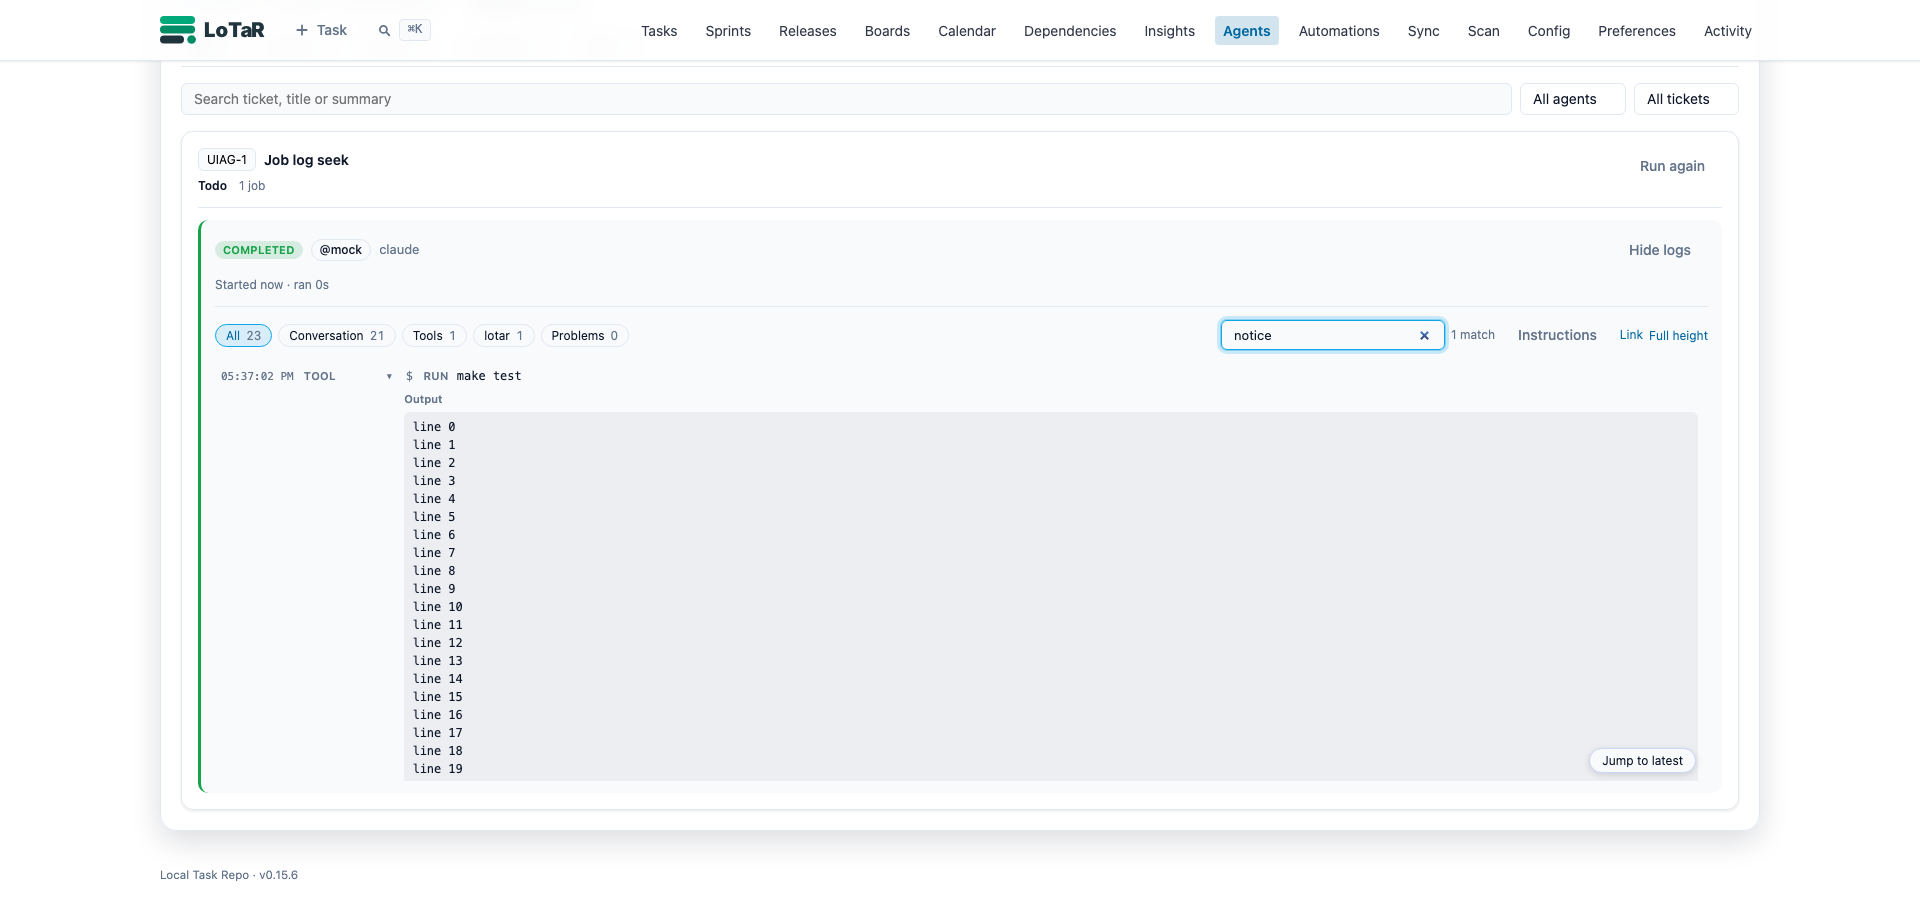 LoTaR + Task ⌘K Tasks Sprints Releases Boards Calendar Dependencies Insights Agents Automations Sync Scan Config Preferences Activity
Search ticket, title or summary All agents All tickets
UIAG-1 Job log seek Run again
Todo 1 job
COMPLETED @mock claude Hide logs
Started now · ran 0s
All 23 Conversation 21 Tools 1 lotar 1 Problems 0 notice × 1 match Instructions Link Full height
05:37:02 PM TOOL ▾ $ RUN make test
Output
line 0
line 1
line 2
line 3
line 4
line 5
line 6
line 7
line 8
line 9
line 10
line 11
line 12
line 13
line 14
line 15
line 16
line 17
line 18
Jump to latest
line 19
Local Task Repo · v0.15.6